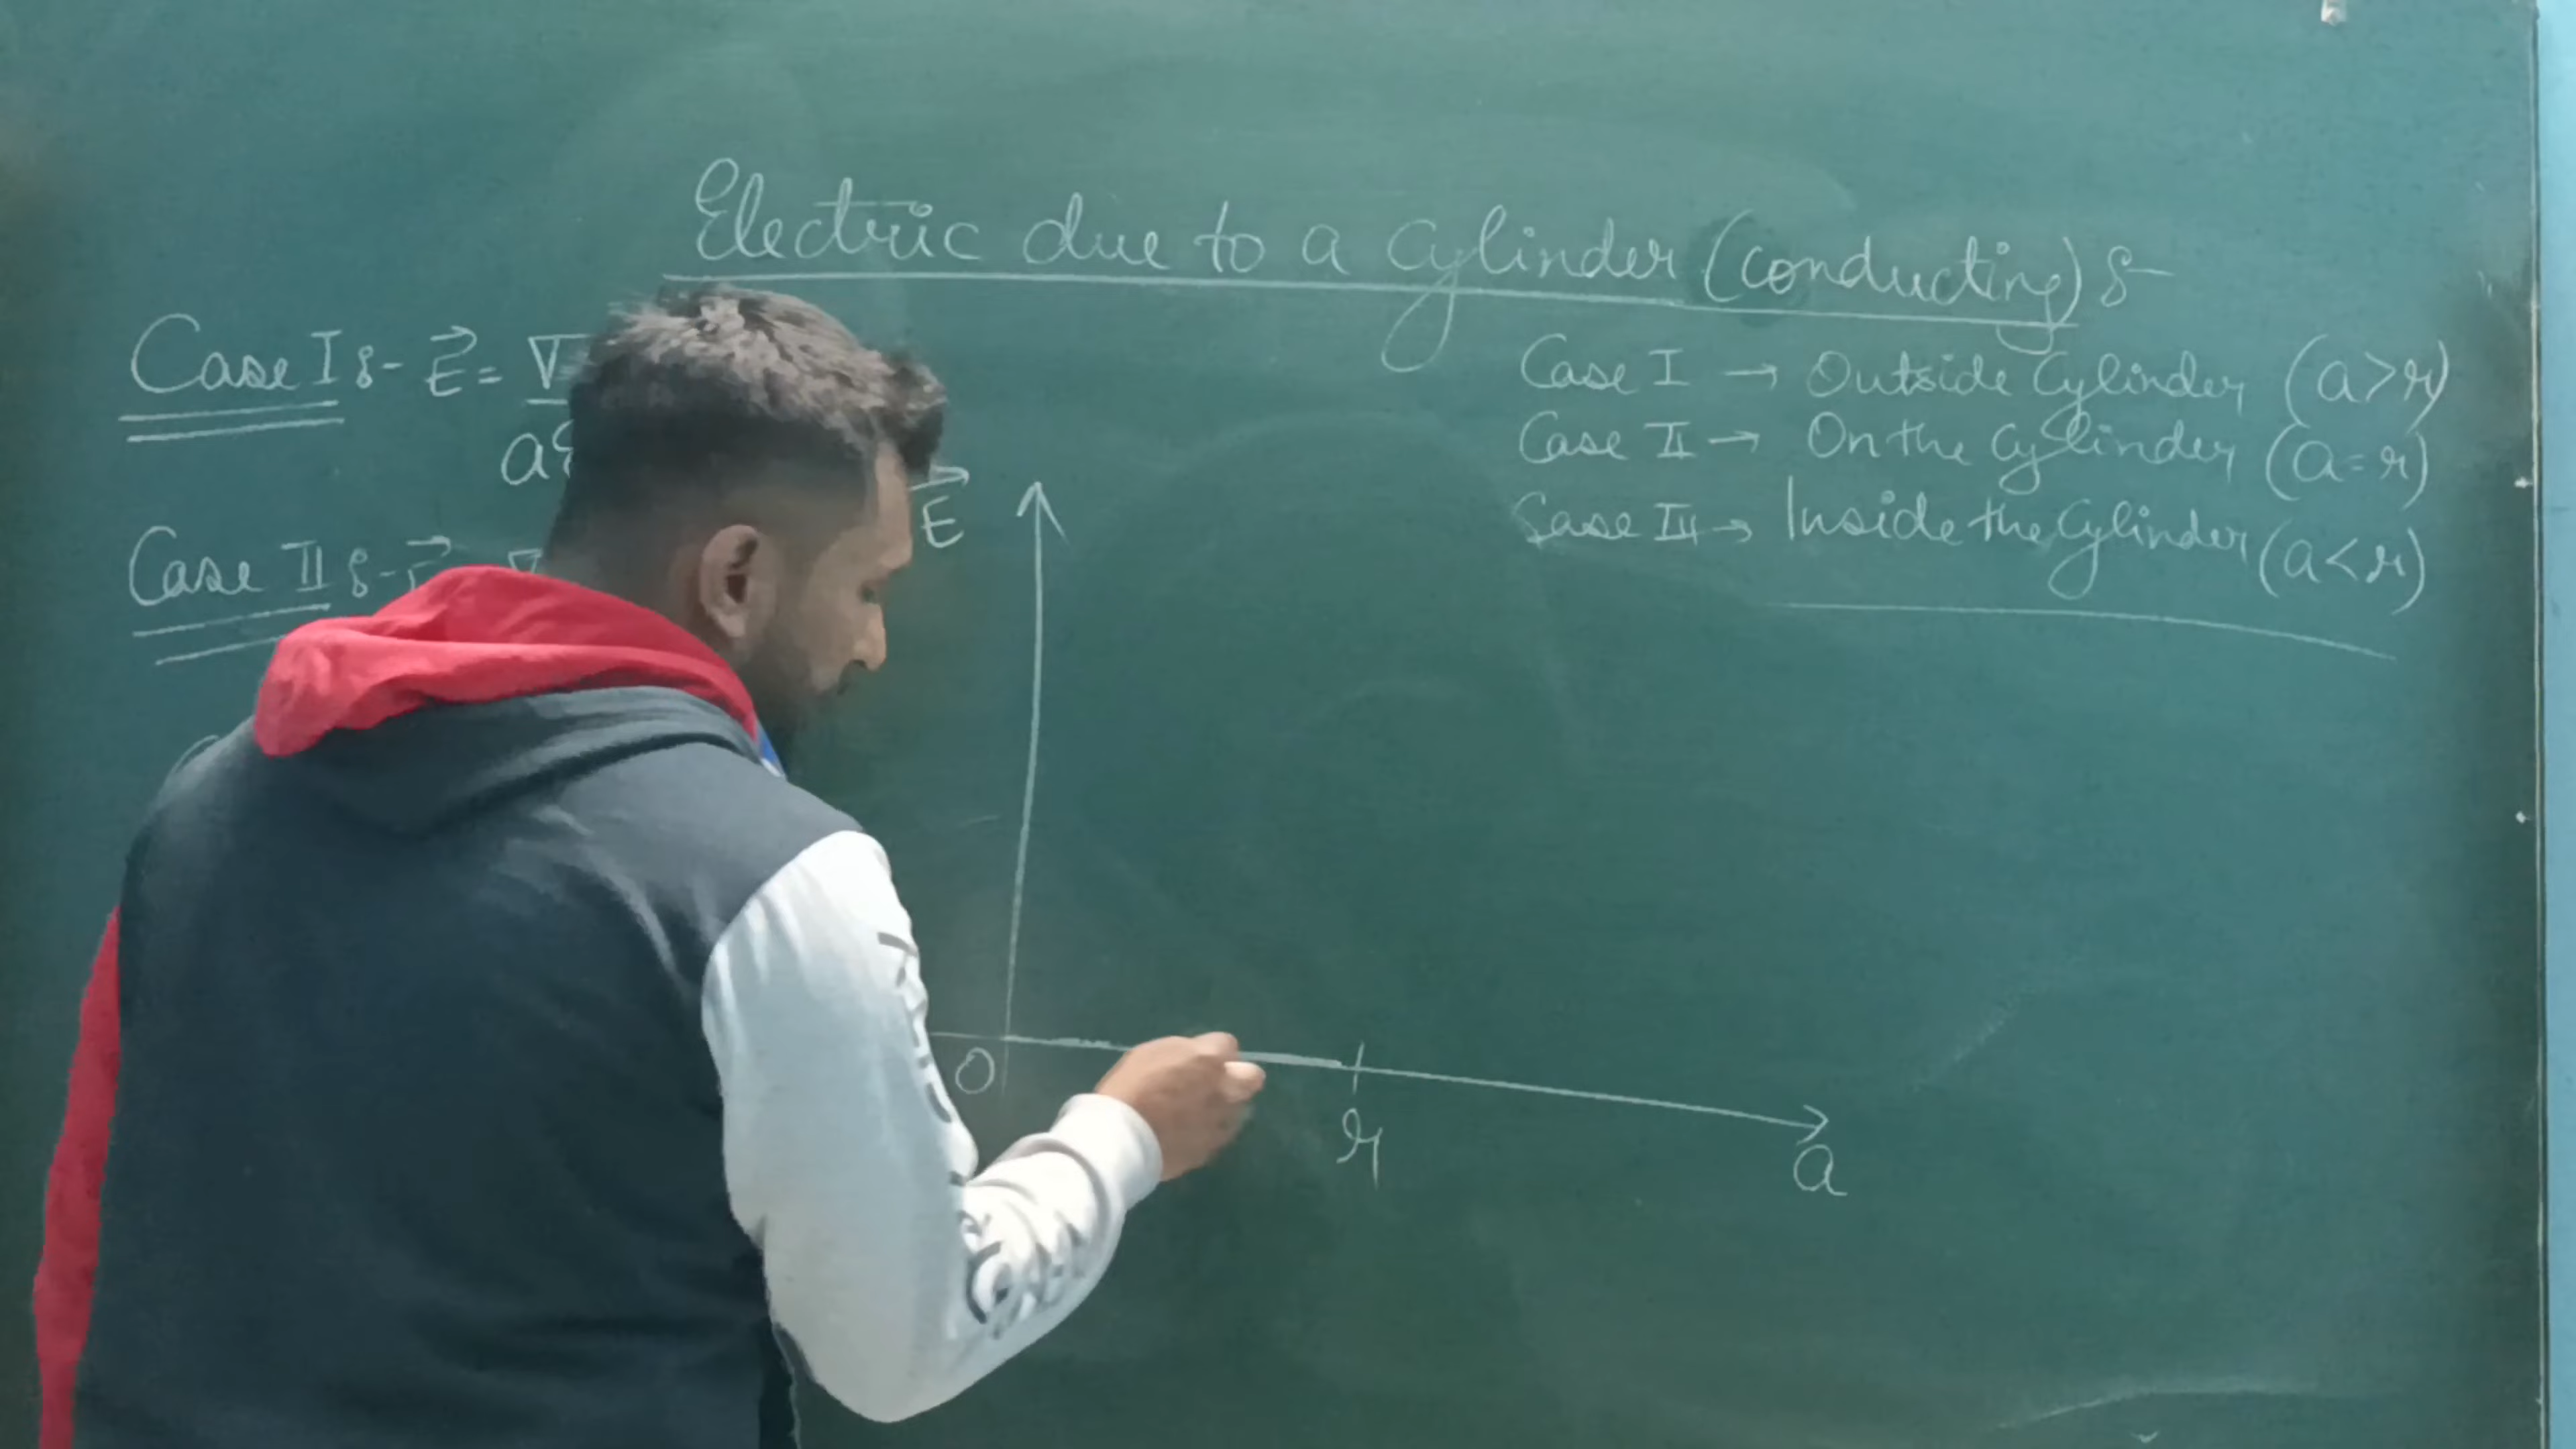 Electric due to a Cylinder (conducting) :-
Case I :- E⃗ =
Case I → Outside Cylinder (a>r)
Case II → On the Cylinder (a=r)
Case III → Inside the Cylinder (a<r)
Case II :-
E⃗
O
r
a